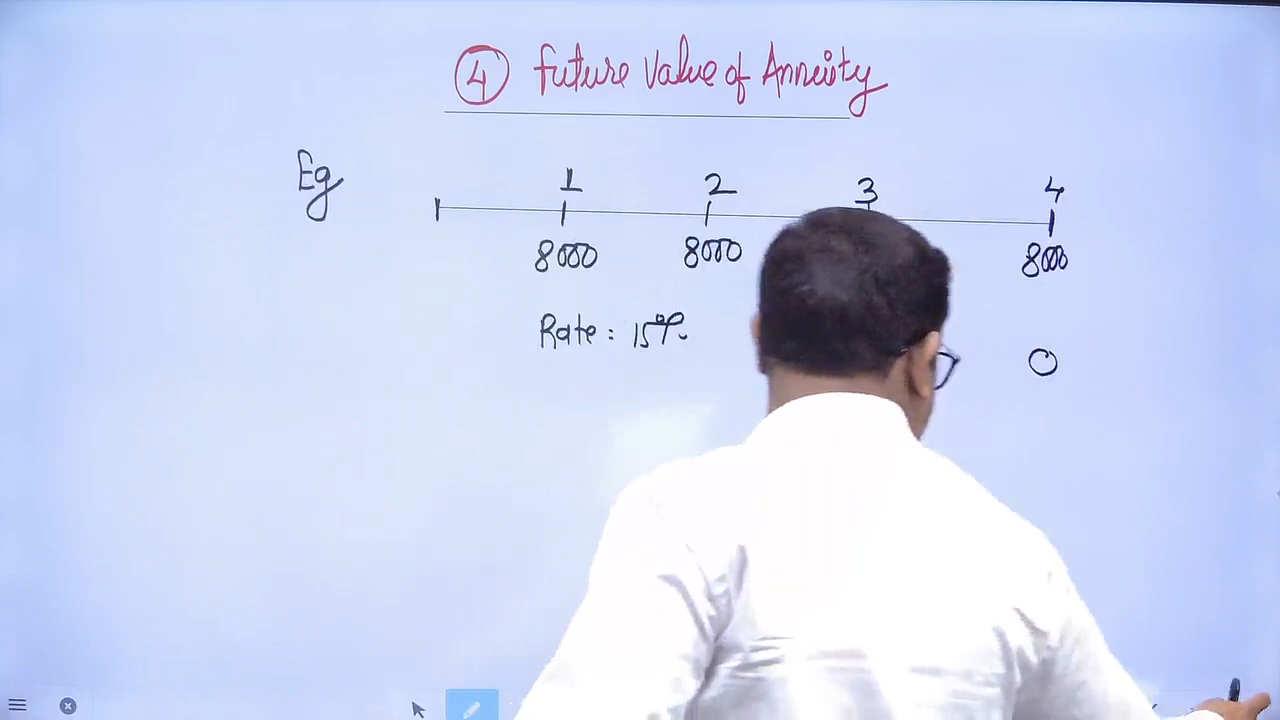 ④ Future Value of Annuity
Eg
1 2 3 4
8000 8000 8000
Rate : 15%
O